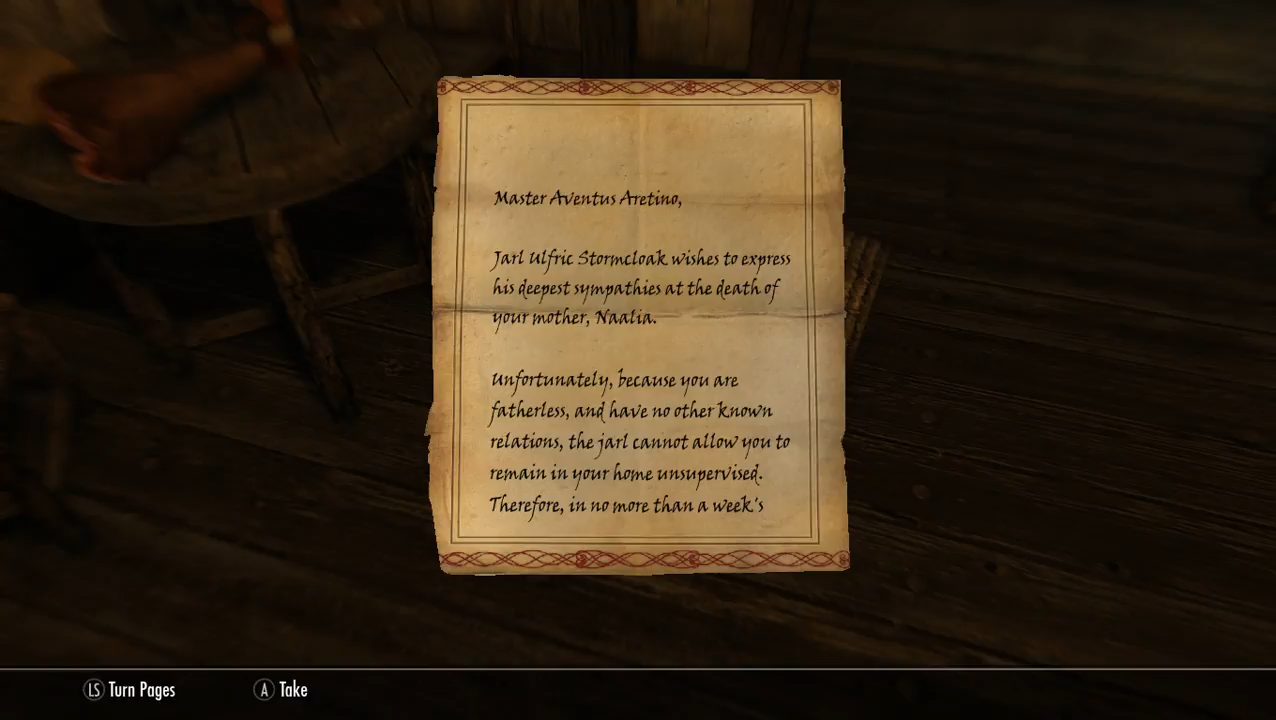 Master Aventus Aretino,
Jarl Ulfric Stormcloak wishes to express
his deepest sympathies at the death of
your mother, Naalia.
Unfortunately, because you are
fatherless, and have no other known
relations, the jarl cannot allow you to
remain in your home unsupervised.
Therefore, in no more than a week's
LS Turn Pages
A Take